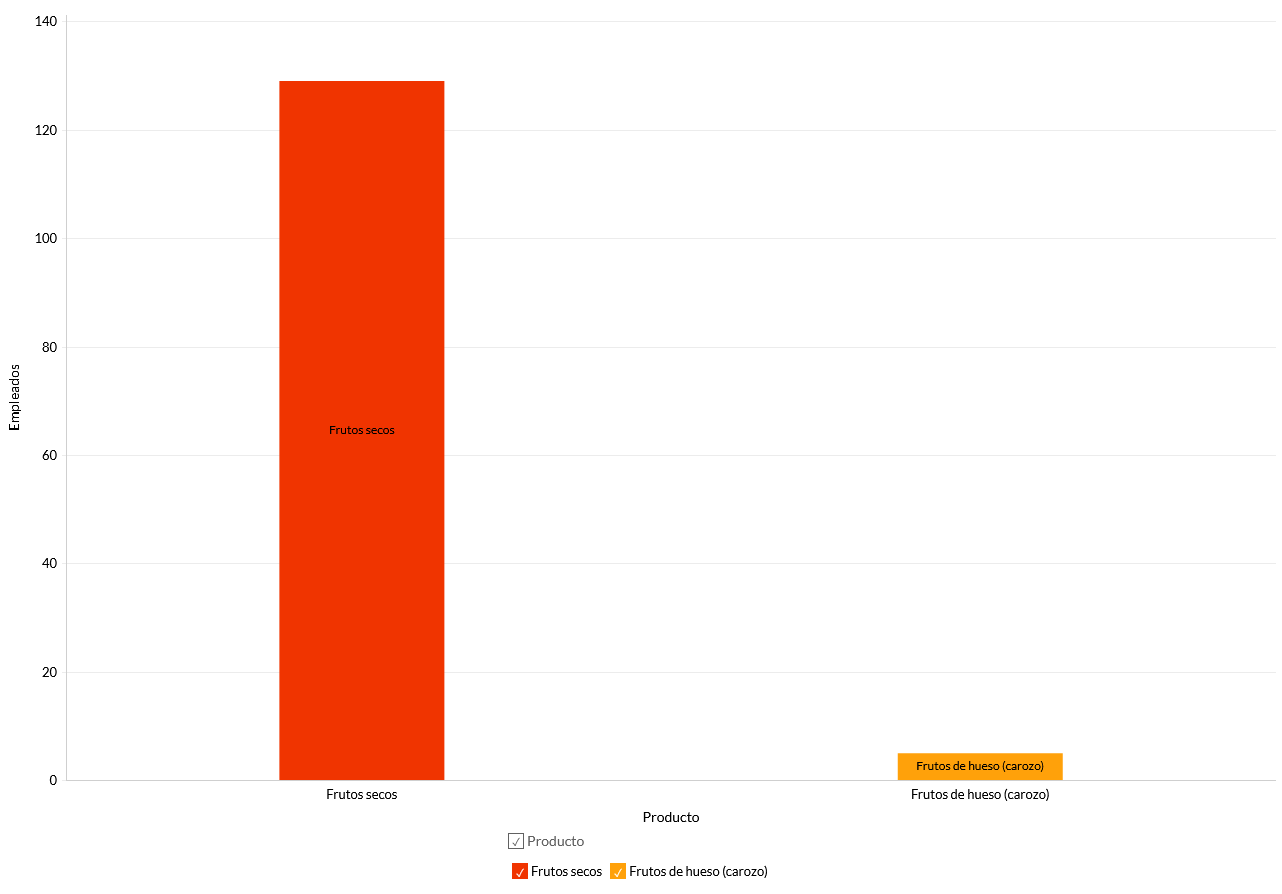 140
120
100
80
60
40
20
0
Empleados
Frutos secos
Frutos de hueso (carozo)
Frutos secos
Frutos de hueso (carozo)
Producto
Producto
Frutos secos
Frutos de hueso (carozo)